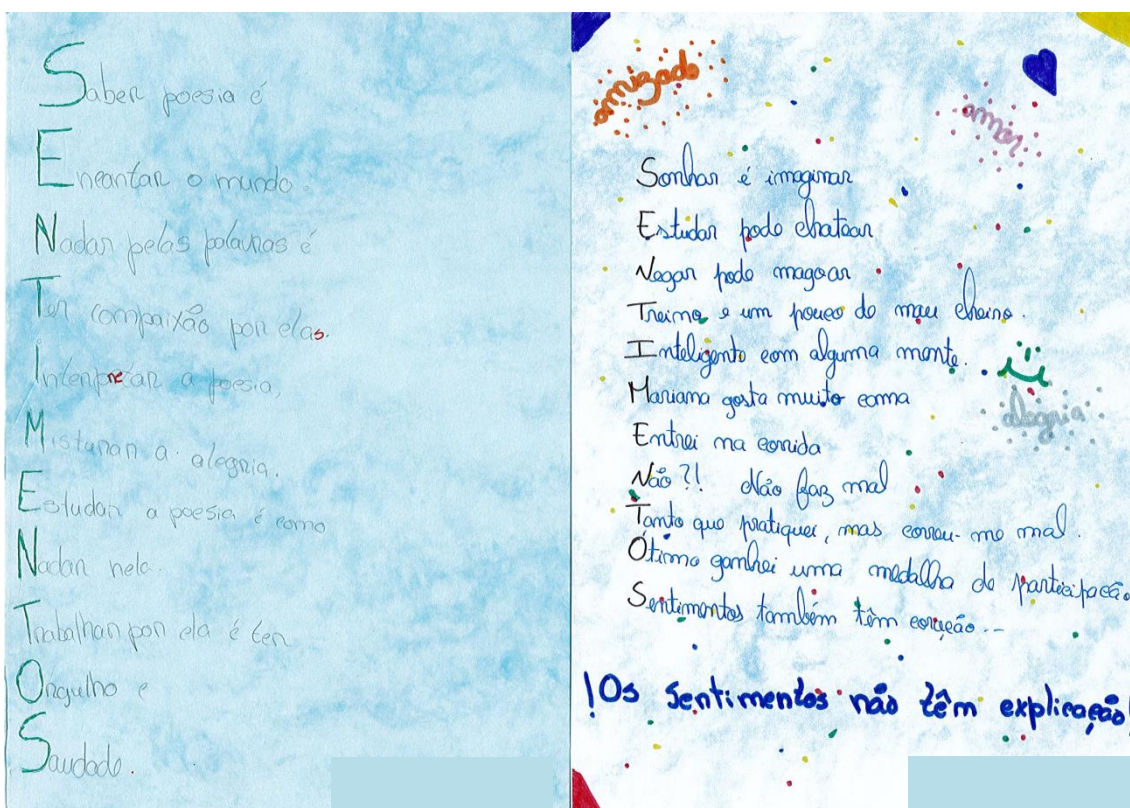 Saber poesia é
Encantar o mundo.
Nadar pelas palavras é
Ter compaixão por elas.
Interpretar a poesia,
Misturar a alegria.
Estudar a poesia é como
Nadar nela.
Trabalhar por ela é ter
Orgulho e
Saudade.
amizade
amor
Sonhar é imaginar
Estudar pode chatear
Negar pode magoar
Treino e um pouco de mau cheiro.
Inteligente com alguma mente.
alegria
Mariana gosta muito coma
Entrei na corrida
Não?! Não faz mal
Tanto que pratiquei, mas correu-me mal.
Ótimo ganhei uma medalha de participação
Sentimentos também têm coração...
!Os sentimentos não têm explicação!